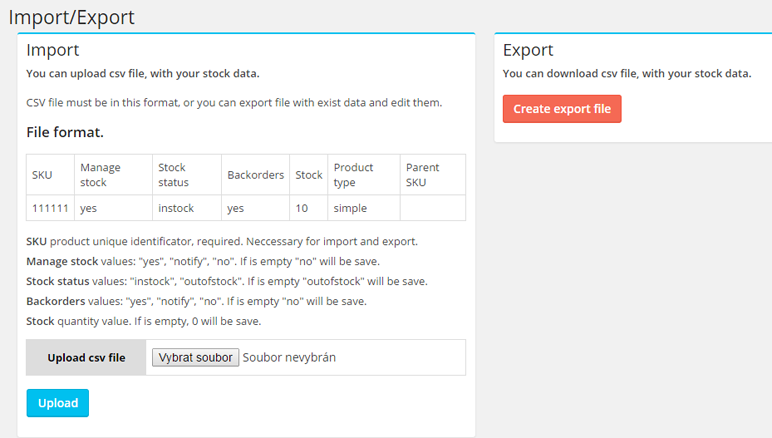 Import/Export
Import
You can upload csv file, with your stock data.
CSV file must be in this format, or you can export file with exist data and edit them.
File format.
SKU Manage stock Stock status Backorders Stock Product type Parent SKU
111111 yes instock yes 10 simple
SKU product unique identificator, required. Neccessary for import and export.
Manage stock values: "yes", "notify", "no". If is empty "no" will be save.
Stock status values: "instock", "outofstock". If is empty "outofstock" will be save.
Backorders values: "yes", "notify", "no". If is empty "no" will be save.
Stock quantity value. If is empty, 0 will be save.
Upload csv file Vybrat soubor Soubor nevybrán
Upload
Export
You can download csv file, with your stock data.
Create export file